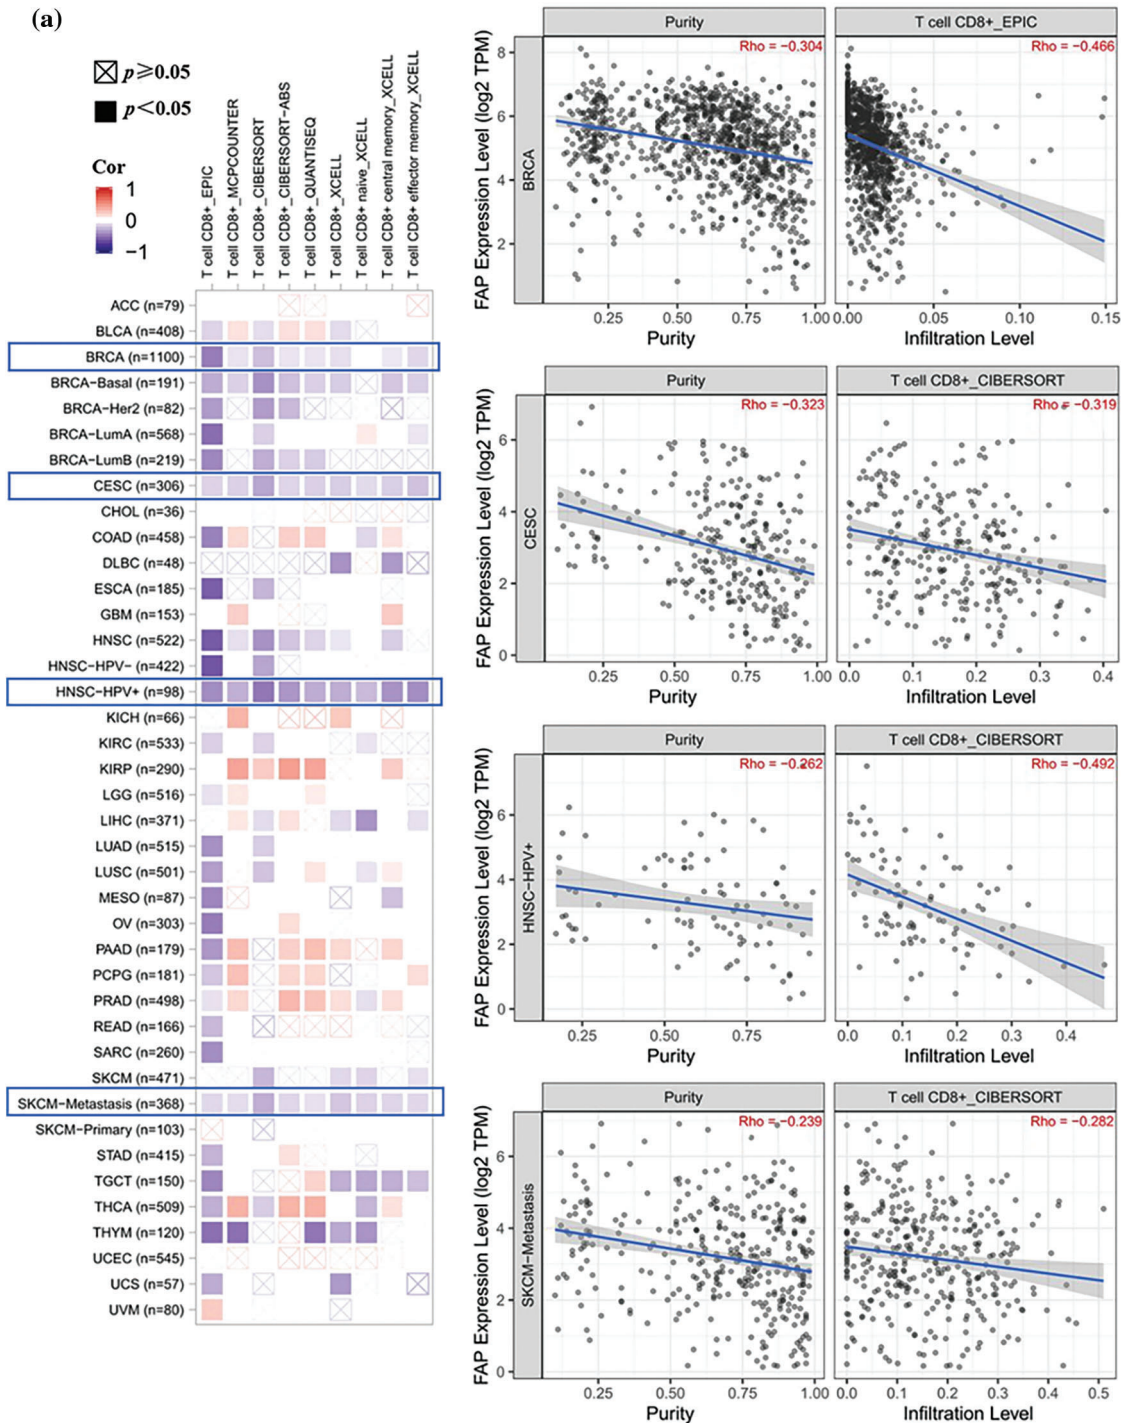 (a)
p⩾0.05
p<0.05
Cor
1
0
−1
T cell CD8+_EPIC
T cell CD8+_MCPCOUNTER
T cell CD8+_CIBERSORT
T cell CD8+_CIBERSORT-ABS
T cell CD8+_QUANTISEQ
T cell CD8+_XCELL
T cell CD8+ naive_XCELL
T cell CD8+ central memory_XCELL
T cell CD8+ effector memory_XCELL
ACC (n=79)
BLCA (n=408)
BRCA (n=1100)
BRCA−Basal (n=191)
BRCA−Her2 (n=82)
BRCA−LumA (n=568)
BRCA−LumB (n=219)
CESC (n=306)
CHOL (n=36)
COAD (n=458)
DLBC (n=48)
ESCA (n=185)
GBM (n=153)
HNSC (n=522)
HNSC−HPV− (n=422)
HNSC−HPV+ (n=98)
KICH (n=66)
KIRC (n=533)
KIRP (n=290)
LGG (n=516)
LIHC (n=371)
LUAD (n=515)
LUSC (n=501)
MESO (n=87)
OV (n=303)
PAAD (n=179)
PCPG (n=181)
PRAD (n=498)
READ (n=166)
SARC (n=260)
SKCM (n=471)
SKCM−Metastasis (n=368)
SKCM−Primary (n=103)
STAD (n=415)
TGCT (n=150)
THCA (n=509)
THYM (n=120)
UCEC (n=545)
UCS (n=57)
UVM (n=80)
Purity
T cell CD8+_EPIC
Rho = −0.304
Rho = −0.466
FAP Expression Level (log2 TPM)
BRCA
8
6
4
2
0.25 0.50 0.75 1.00
0.00 0.05 0.10 0.15
Purity
Infiltration Level
Purity
T cell CD8+_CIBERSORT
Rho = −0.323
Rho = −0.319
FAP Expression Level (log2 TPM)
CESC
6
4
2
0
0.25 0.50 0.75 1.00
0.0 0.1 0.2 0.3 0.4
Purity
Infiltration Level
Purity
T cell CD8+_CIBERSORT
Rho = −0.262
Rho = −0.492
FAP Expression Level (log2 TPM)
HNSC−HPV+
6
4
2
0
0.25 0.50 0.75
0.0 0.1 0.2 0.3 0.4
Purity
Infiltration Level
Purity
T cell CD8+_CIBERSORT
Rho = −0.239
Rho = −0.282
FAP Expression Level (log2 TPM)
SKCM−Metastasis
6
4
2
0
0.25 0.50 0.75 1.00
0.0 0.1 0.2 0.3 0.4 0.5
Purity
Infiltration Level